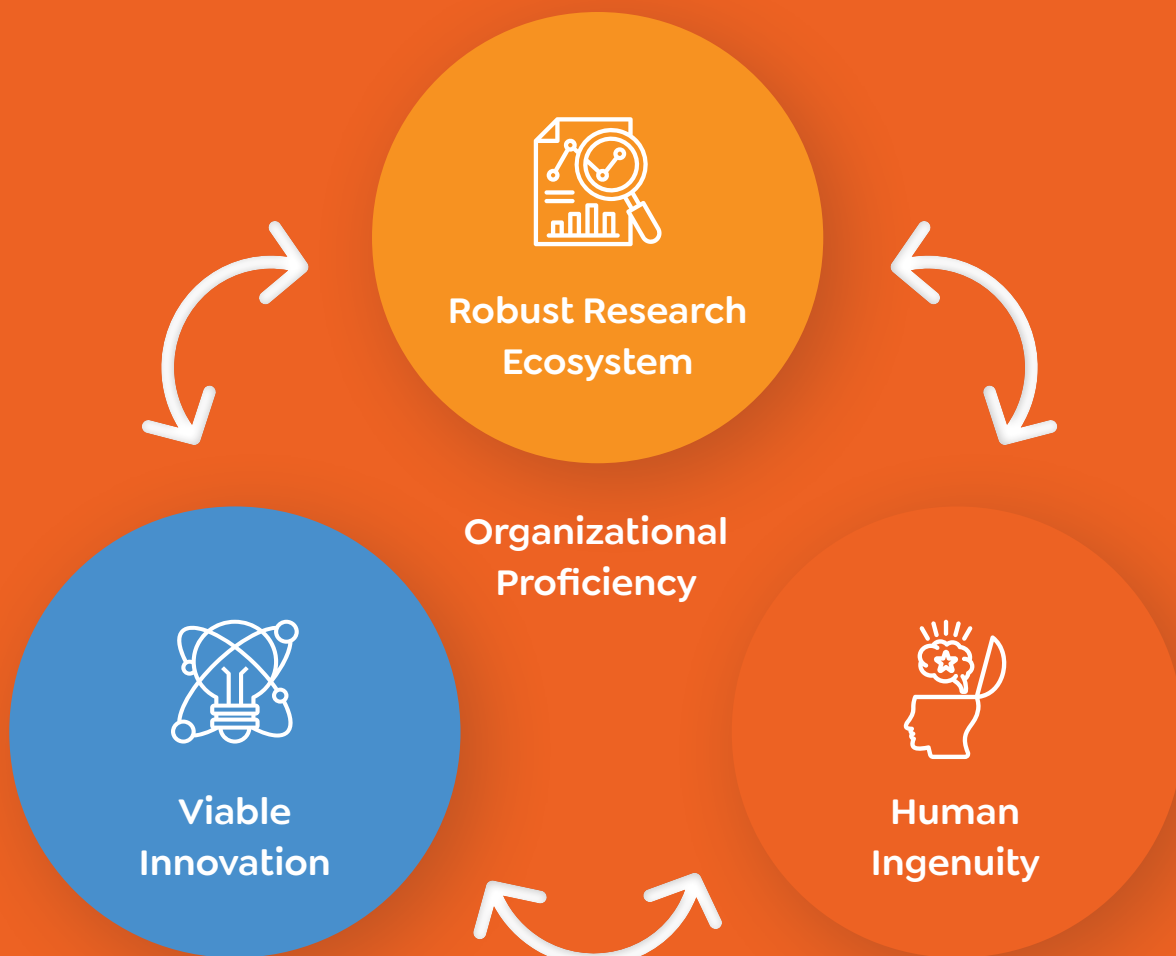 Robust Research
Ecosystem
Organizational
Proficiency
Viable
Innovation
Human
Ingenuity